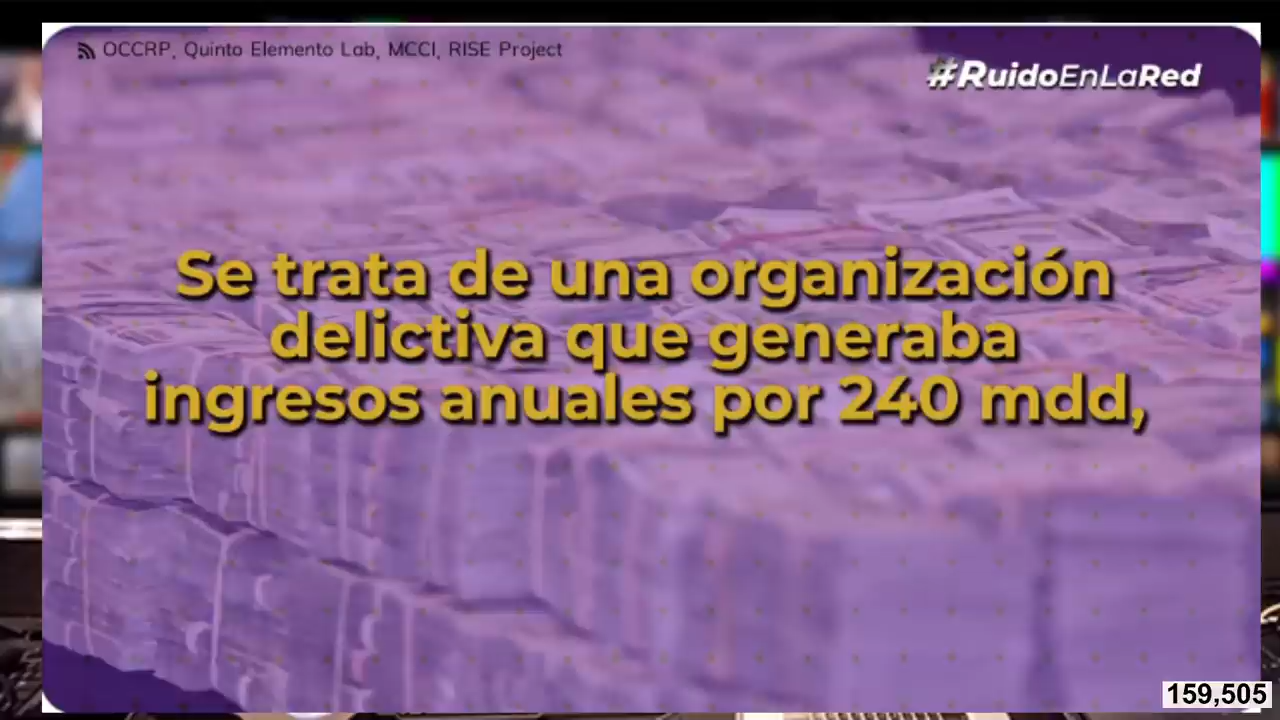 OCCRP, Quinto Elemento Lab, MCCI, RISE Project
#RuidoEnLaRed
Se trata de una organización
delictiva que generaba
ingresos anuales por 240 mdd,
159,505